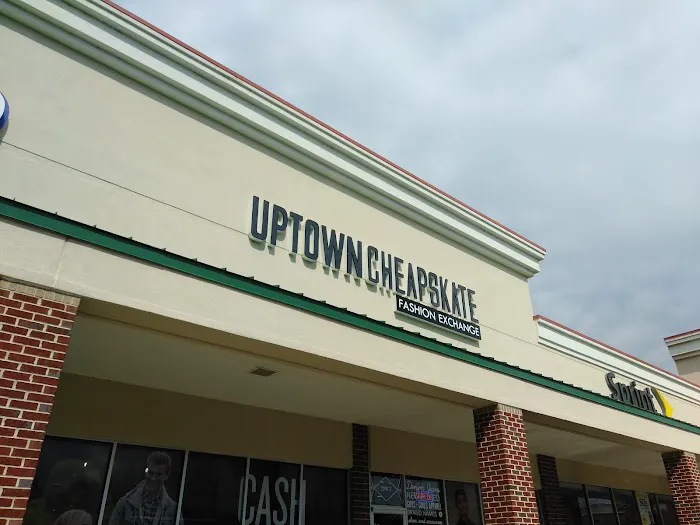 UPTOWN CHEAPSKATE
FASHION EXCHANGE
Sprint
CASH